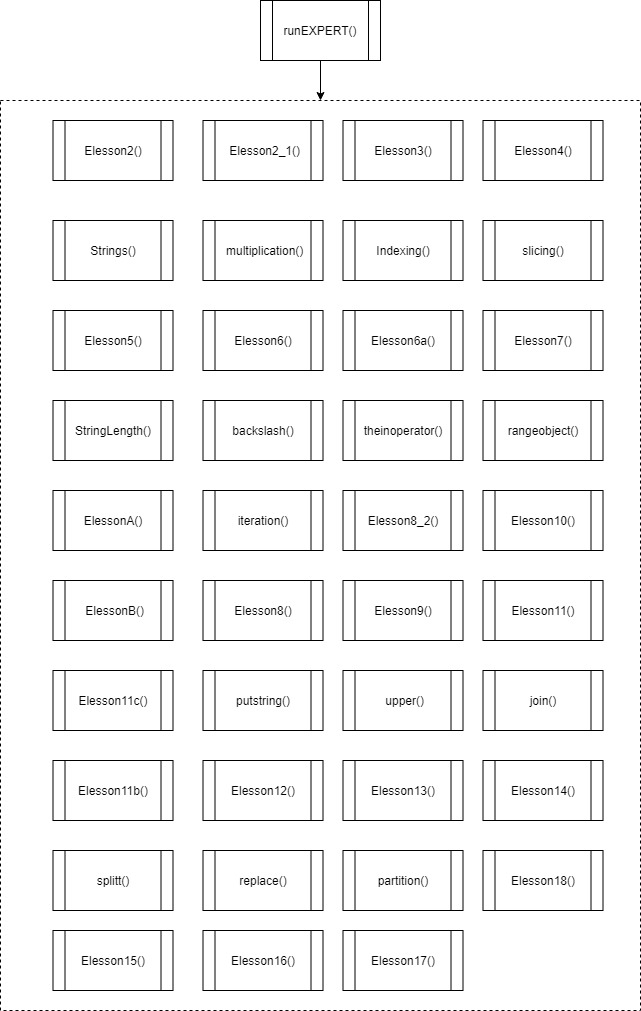 runEXPERT()
Elesson2()
Elesson2_1()
Elesson3()
Elesson4()
Strings()
multiplication()
Indexing()
slicing()
Elesson5()
Elesson6()
Elesson6a()
Elesson7()
StringLength()
backslash()
theinoperator()
rangeobject()
ElessonA()
iteration()
Elesson8_2()
Elesson10()
ElessonB()
Elesson8()
Elesson9()
Elesson11()
Elesson11c()
putstring()
upper()
join()
Elesson11b()
Elesson12()
Elesson13()
Elesson14()
splitt()
replace()
partition()
Elesson18()
Elesson15()
Elesson16()
Elesson17()